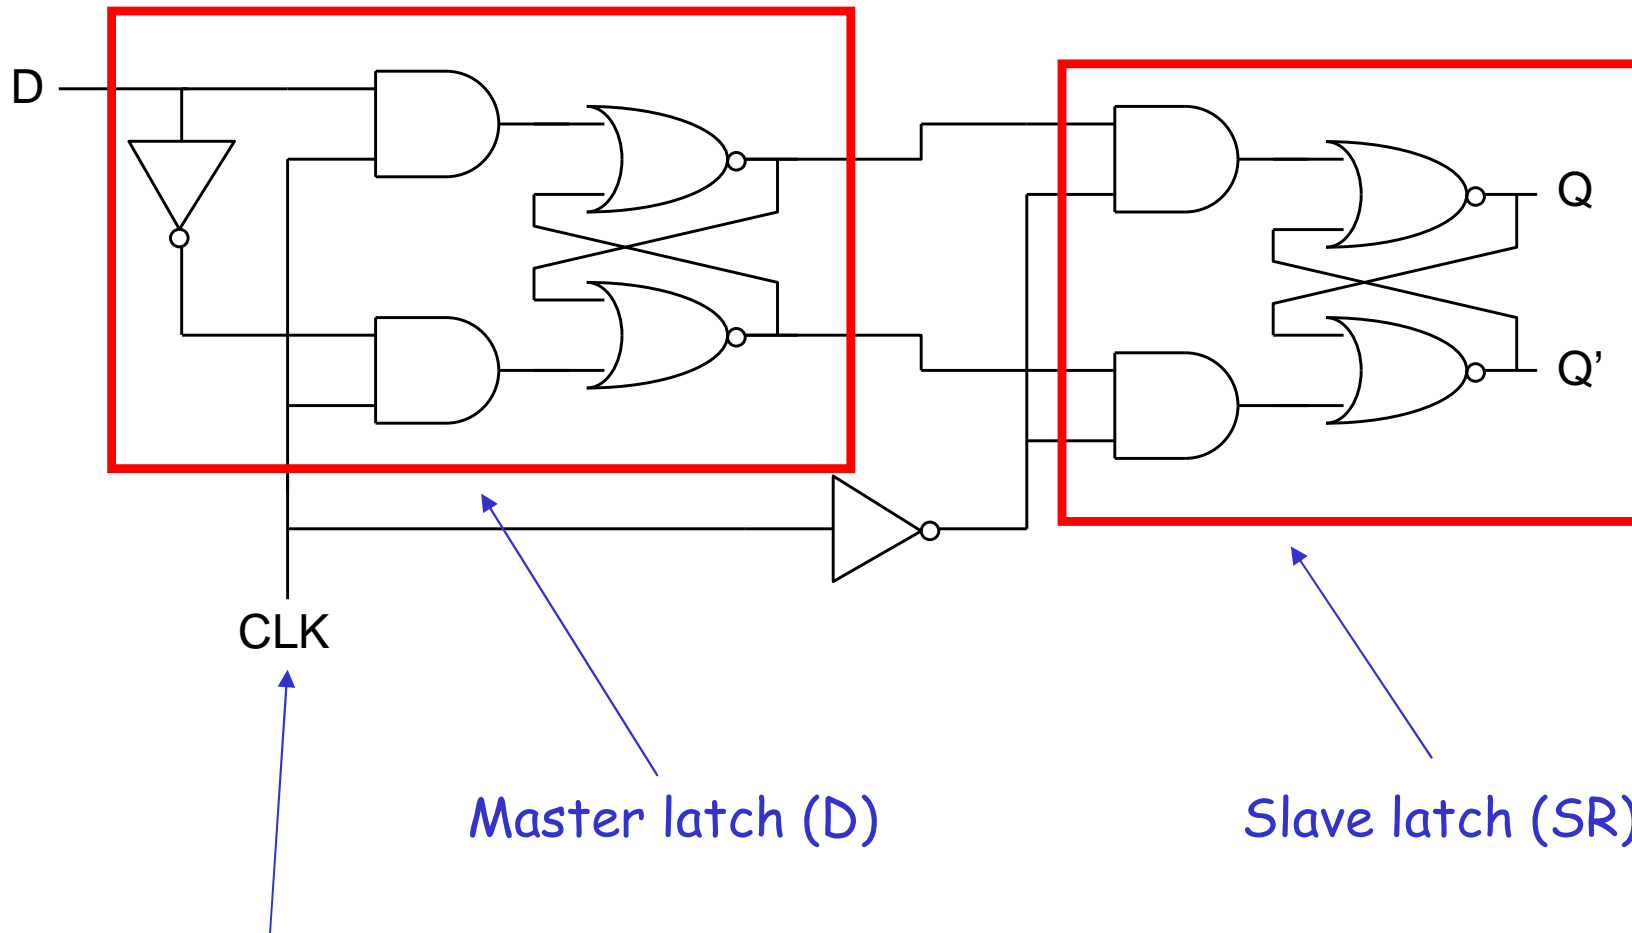 D
Q
Q’
CLK
Master latch (D)
Slave latch (SR)